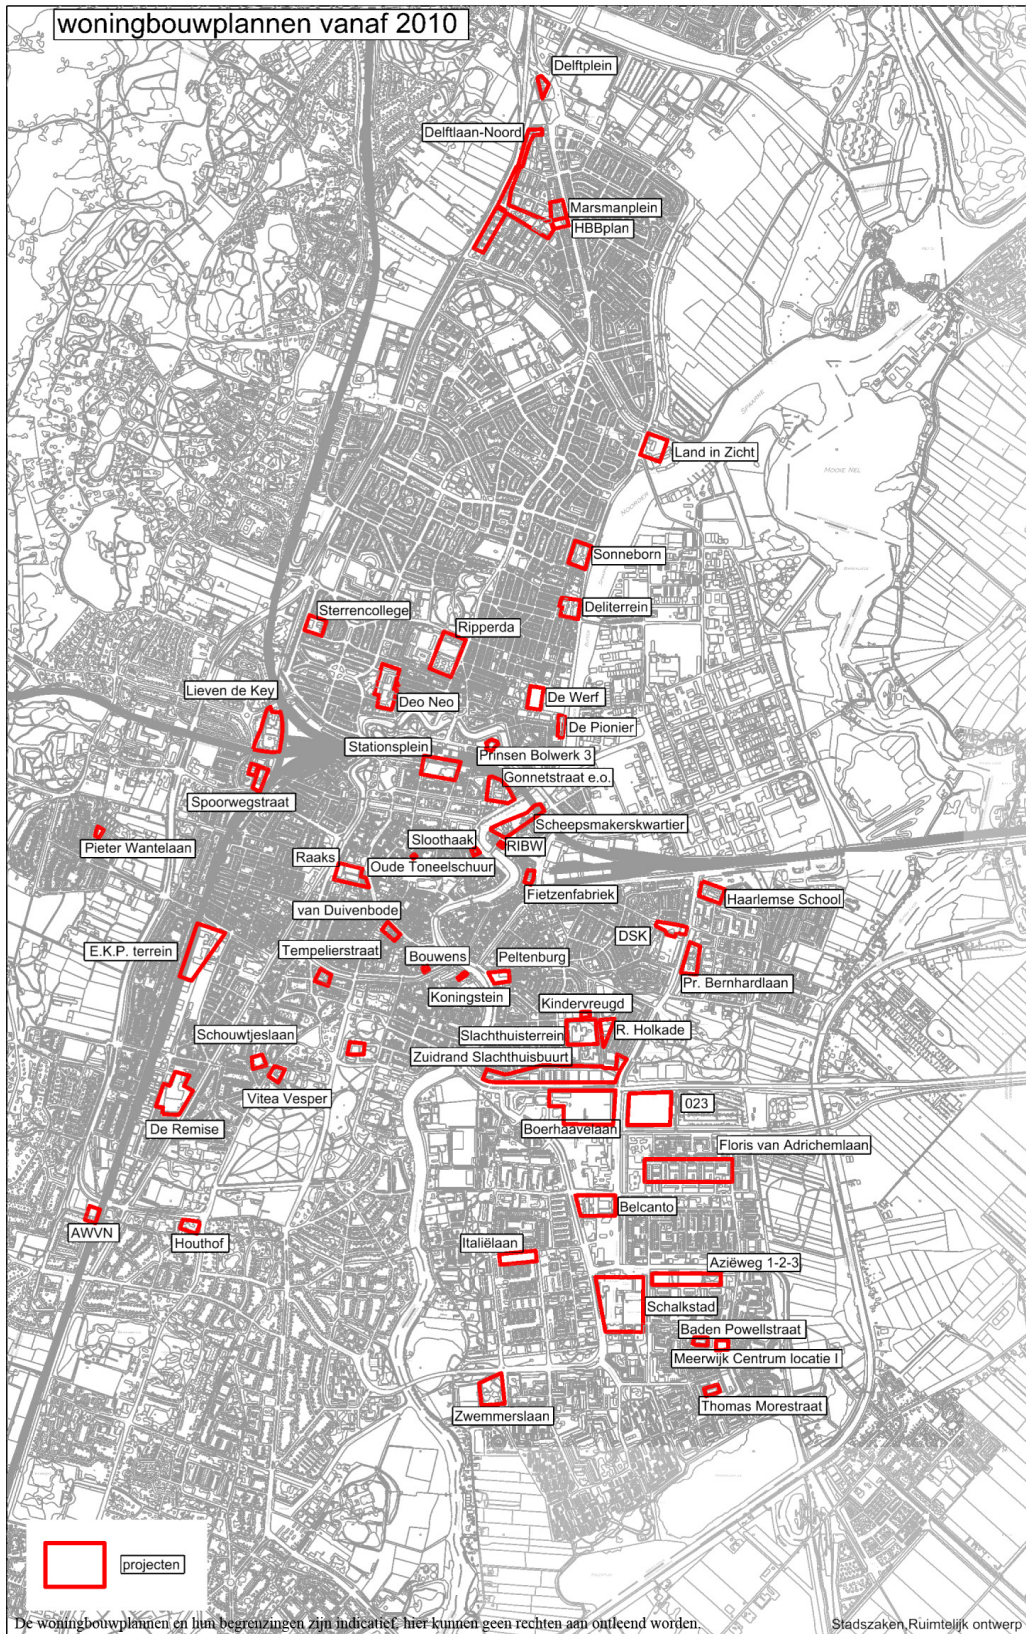 woningbouwplannen vanaf 2010
Delftplein
Delftlaan-Noord
Marsmanplein
HBBplan
SPAARNE
MOOIE NEL
Land in Zicht
NOORDER
Sonneborn
Deliterrein
Sterrencollege
Ripperda
Lieven de Key
Deo Neo
De Werf
De Pionier
Stationsplein
Prinsen Bolwerk 3
Gonnetstraat e.o.
Spoorwegstraat
Scheepsmakerskwartier
Pieter Wantelaan
Sloothaak
RIBW
Raaks
Oude Toneelschuur
Fietzenfabriek
Haarlemse School
van Duivenbode
DSK
E.K.P. terrein
Tempelierstraat
Bouwens
Peltenburg
Pr. Bernhardlaan
Koningstein
Kindervreugd
Slachthuisterrein
R. Holkade
Schouwtjeslaan
Zuidrand Slachthuisbuurt
Vitea Vesper
023
De Remise
Boerhaavelaan
Floris van Adrichemlaan
Belcanto
AWVN
Houthof
Italiëlaan
Aziëweg 1-2-3
Schalkstad
Baden Powellstraat
Meerwijk Centrum locatie I
Thomas Morestraat
Zwemmerslaan
projecten
De woningbouwplannen en hun begrenzingen zijn indicatief, hier kunnen geen rechten aan ontleend worden.
Stadszaken,Ruimtelijk ontwerp